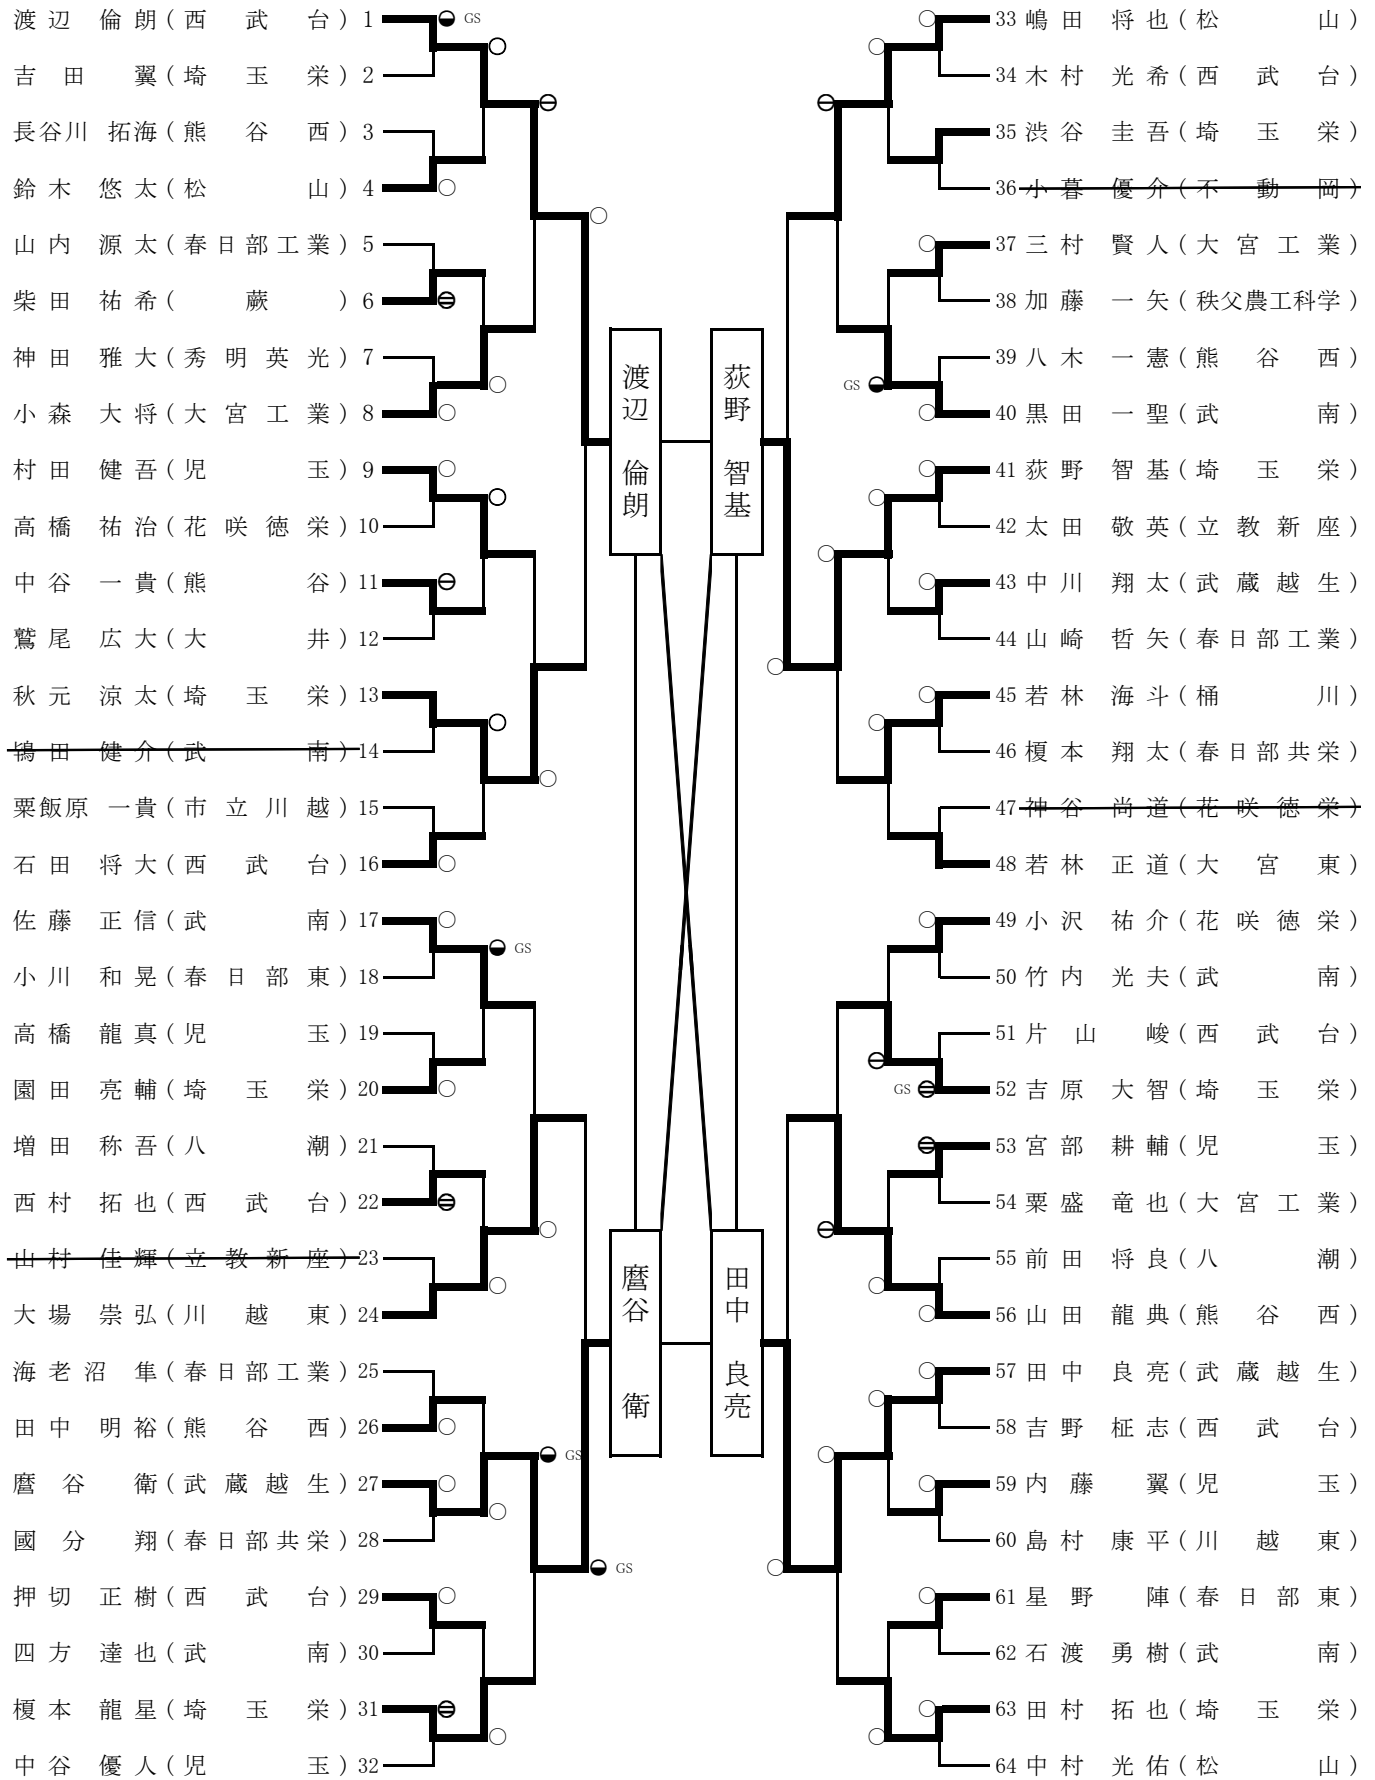 渡辺 倫朗(西武台) 1 GS
吉田 翼(埼玉栄) 2
長谷川 拓海(熊谷西) 3
鈴木 悠太(松山) 4
山内 源太(春日部工業) 5
柴田 祐希(蕨) 6
神田 雅大(秀明英光) 7
小森 大将(大宮工業) 8
村田 健吾(児玉) 9
高橋 祐治(花咲徳栄) 10
中谷 一貴(熊谷) 11
鷲尾 広大(大井) 12
秋元 涼太(埼玉栄) 13
鴇田 健介(武南) 14
粟飯原 一貴(市立川越) 15
石田 将大(西武台) 16
佐藤 正信(武南) 17
GS
小川 和晃(春日部東) 18
高橋 龍真(児玉) 19
園田 亮輔(埼玉栄) 20
増田 称吾(八潮) 21
西村 拓也(西武台) 22
山村 佳輝(立教新座) 23
大場 崇弘(川越東) 24
海老沼 隼(春日部工業) 25
田中 明裕(熊谷西) 26
GS
麿谷 衛(武蔵越生) 27
國分 翔(春日部共栄) 28
GS
押切 正樹(西武台) 29
四方 達也(武南) 30
榎本 龍星(埼玉栄) 31
中谷 優人(児玉) 32
渡辺 倫朗
荻野 智基
麿谷 衛
田中 良亮
33 嶋田 将也(松山)
34 木村 光希(西武台)
35 渋谷 圭吾(埼玉栄)
36 小暮 優介(不動岡)
37 三村 賢人(大宮工業)
38 加藤 一矢(秩父農工科学)
39 八木 一憲(熊谷西)
GS
40 黒田 一聖(武南)
41 荻野 智基(埼玉栄)
42 太田 敬英(立教新座)
43 中川 翔太(武蔵越生)
44 山崎 哲矢(春日部工業)
45 若林 海斗(桶川)
46 榎本 翔太(春日部共栄)
47 神谷 尚道(花咲徳栄)
48 若林 正道(大宮東)
49 小沢 祐介(花咲徳栄)
50 竹内 光夫(武南)
51 片山 峻(西武台)
GS 52 吉原 大智(埼玉栄)
53 宮部 耕輔(児玉)
54 粟盛 竜也(大宮工業)
55 前田 将良(八潮)
56 山田 龍典(熊谷西)
57 田中 良亮(武蔵越生)
58 吉野 柾志(西武台)
59 内藤 翼(児玉)
60 島村 康平(川越東)
61 星野 陣(春日部東)
62 石渡 勇樹(武南)
63 田村 拓也(埼玉栄)
64 中村 光佑(松山)